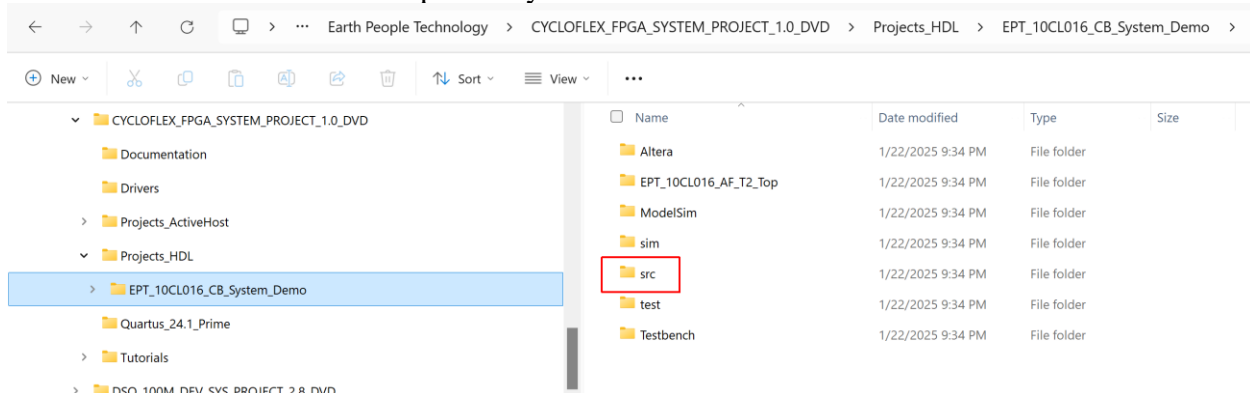 Earth People Technology > CYCLOFLEX_FPGA_SYSTEM_PROJECT_1.0_DVD > Projects_HDL > EPT_10CL016_CB_System_Demo >
New Sort View
CYCLOFLEX_FPGA_SYSTEM_PROJECT_1.0_DVD
Documentation
Drivers
Projects_ActiveHost
Projects_HDL
EPT_10CL016_CB_System_Demo
Quartus_24.1_Prime
Tutorials
DSO_100M_DEV_SYS_PROJECT_2.8_DVD
Name Date modified Type Size
Altera 1/22/2025 9:34 PM File folder
EPT_10CL016_AF_T2_Top 1/22/2025 9:34 PM File folder
ModelSim 1/22/2025 9:34 PM File folder
sim 1/22/2025 9:34 PM File folder
src 1/22/2025 9:34 PM File folder
test 1/22/2025 9:34 PM File folder
Testbench 1/22/2025 9:34 PM File folder